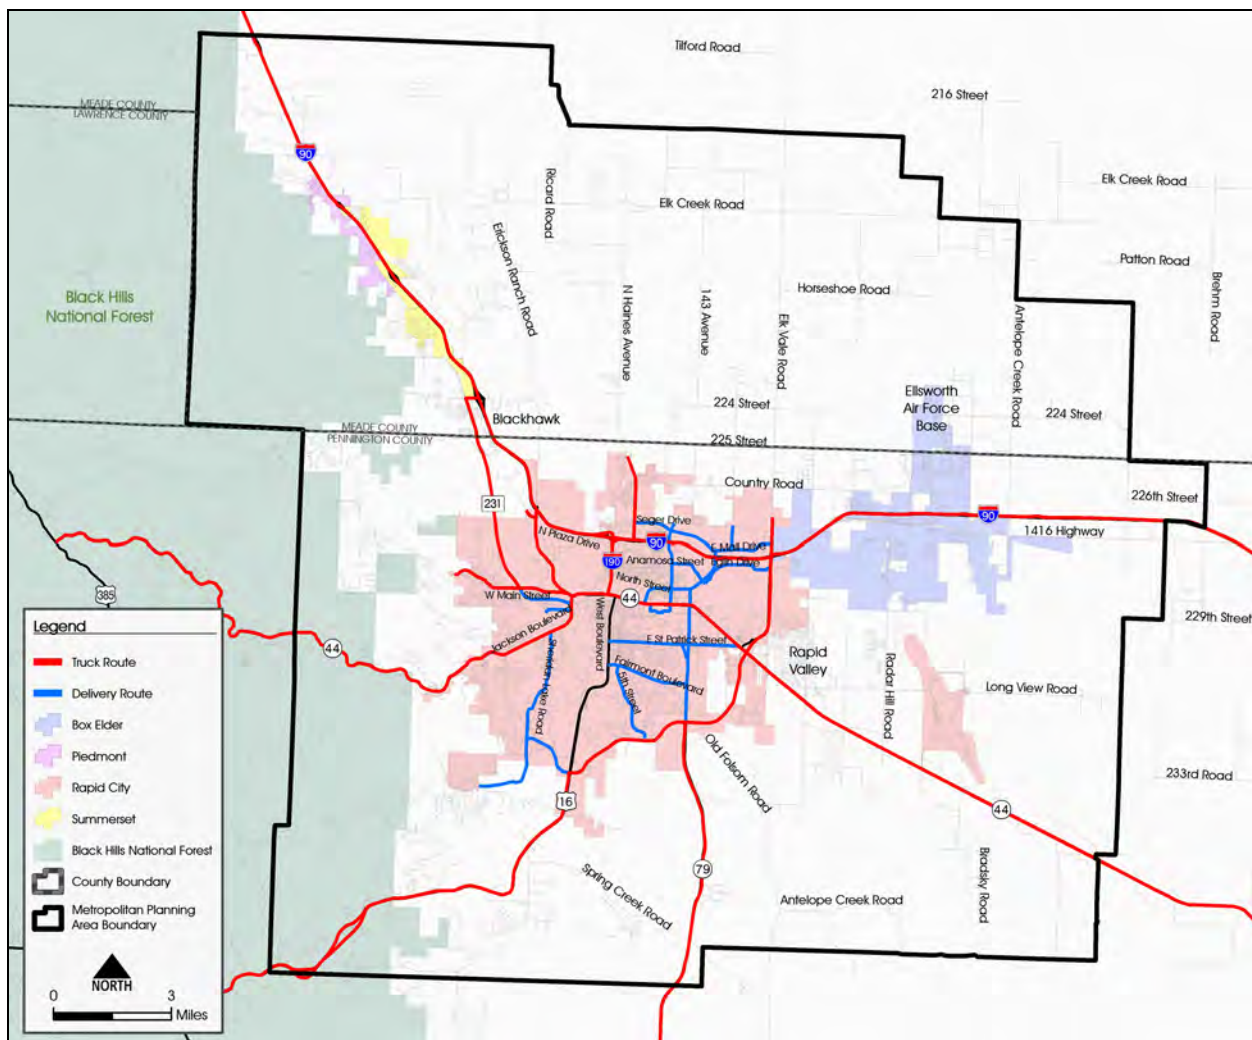 Tilford Road
216 Street
MEADE COUNTY
LAWRENCE COUNTY
90
Elk Creek Road
Ricard Road
Elk Creek Road
Erickson Ranch Road
Patton Road
Black Hills
National Forest
N Haines Avenue
143 Avenue
Horseshoe Road
Brehm Road
Elk Vale Road
Antelope Creek Road
Ellsworth
Air Force
Base
224 Street
224 Street
Blackhawk
MEADE COUNTY
PENNINGTON COUNTY
225 Street
Country Road
226th Street
231
Seger Drive
90
1416 Highway
N Plaza Drive
90
E Mall Drive
190
Anamosa Street
North Street
385
W Main Street
44
West Boulevard
229th Street
Jackson Boulevard
E St Patrick Street
44
Sheridan Lake Road
Fairmont Boulevard
5th Street
Rapid
Valley
Radar Hill Road
Long View Road
Old Folsom Road
233rd Road
16
44
79
Spring Creek Road
Bradsky Road
Antelope Creek Road
Legend
Truck Route
Delivery Route
Box Elder
Piedmont
Rapid City
Summerset
Black Hills National Forest
County Boundary
Metropolitan Planning
Area Boundary
NORTH
0 3
Miles